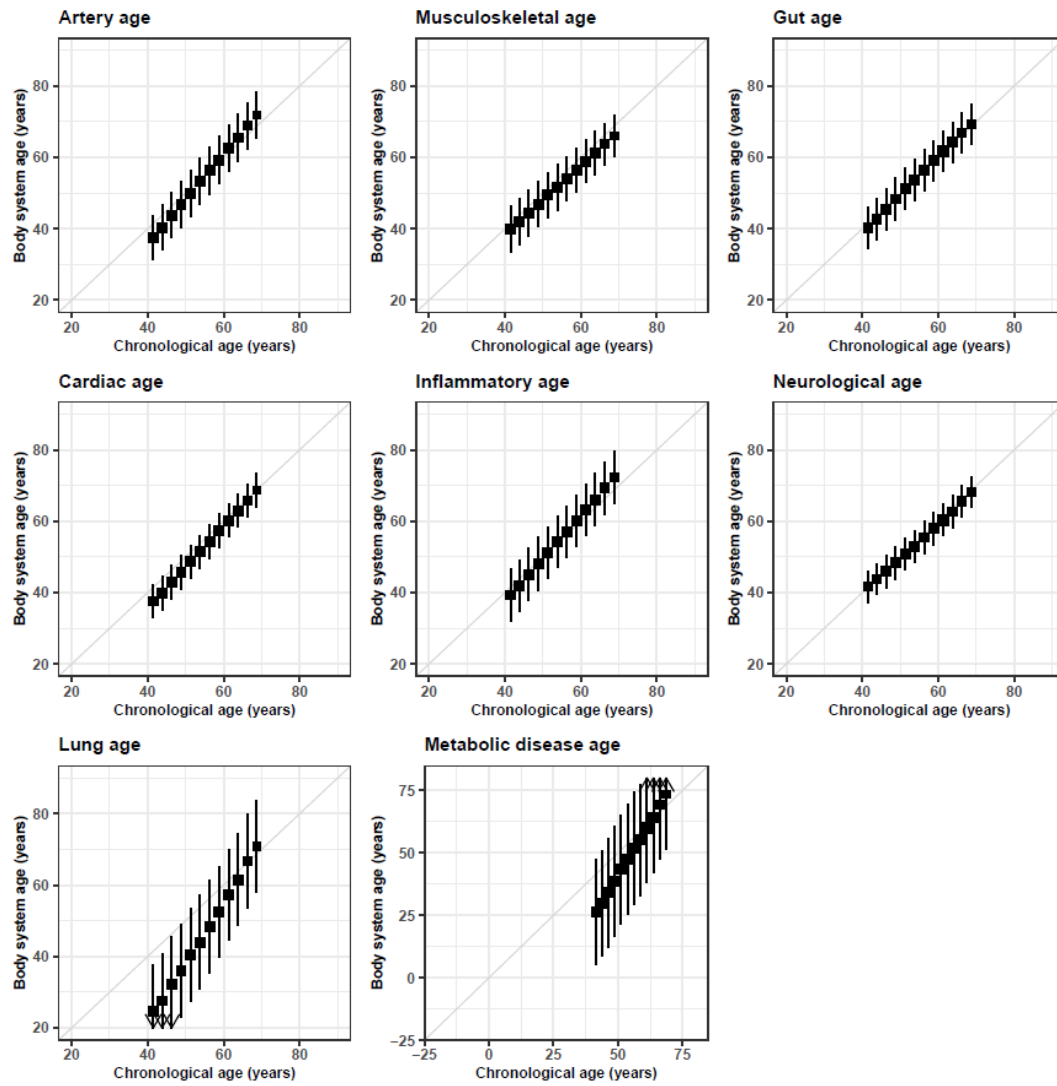 Artery age
Body system age (years)
80
60
40
20
20 40 60 80
Chronological age (years)
Musculoskeletal age
Body system age (years)
80
60
40
20
20 40 60 80
Chronological age (years)
Gut age
Body system age (years)
80
60
40
20
20 40 60 80
Chronological age (years)
Cardiac age
Body system age (years)
80
60
40
20
20 40 60 80
Chronological age (years)
Inflammatory age
Body system age (years)
80
60
40
20
20 40 60 80
Chronological age (years)
Neurological age
Body system age (years)
80
60
40
20
20 40 60 80
Chronological age (years)
Lung age
Body system age (years)
80
60
40
20
20 40 60 80
Chronological age (years)
Metabolic disease age
Body system age (years)
75
50
25
0
−25
−25 0 25 50 75
Chronological age (years)